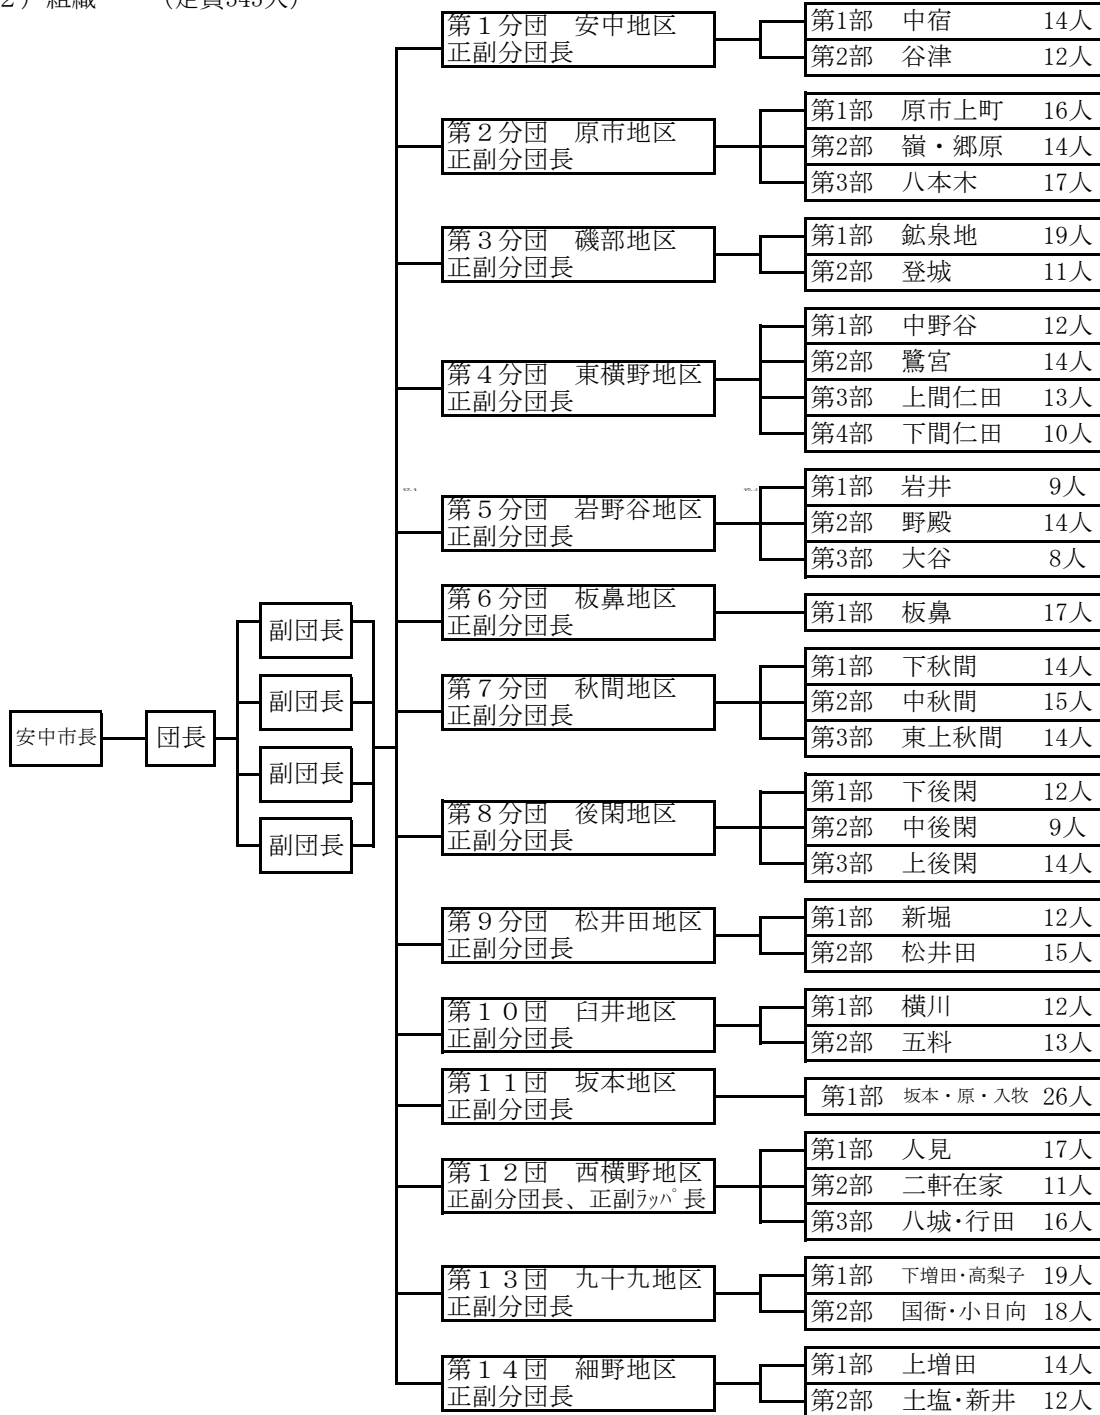 2）組織　（定員543人）
第１分団　安中地区
正副分団長
第1部　中宿　14人
第2部　谷津　12人
第２分団　原市地区
正副分団長
第1部　原市上町　16人
第2部　嶺・郷原　14人
第3部　八本木　17人
第３分団　磯部地区
正副分団長
第1部　鉱泉地　19人
第2部　登城　11人
第４分団　東横野地区
正副分団長
第1部　中野谷　12人
第2部　鷺宮　14人
第3部　上間仁田　13人
第4部　下間仁田　10人
第５分団　岩野谷地区
正副分団長
第1部　岩井　9人
第2部　野殿　14人
第3部　大谷　8人
第６分団　板鼻地区
正副分団長
第1部　板鼻　17人
安中市長
団長
副団長
副団長
副団長
副団長
第７分団　秋間地区
正副分団長
第1部　下秋間　14人
第2部　中秋間　15人
第3部　東上秋間　14人
第８分団　後閑地区
正副分団長
第1部　下後閑　12人
第2部　中後閑　9人
第3部　上後閑　14人
第９分団　松井田地区
正副分団長
第1部　新堀　12人
第2部　松井田　15人
第１０団　臼井地区
正副分団長
第1部　横川　12人
第2部　五料　13人
第１１団　坂本地区
正副分団長
第1部　坂本・原・入牧　26人
第１２団　西横野地区
正副分団長、正副ﾗｯﾊﾟ長
第1部　人見　17人
第2部　二軒在家　11人
第3部　八城・行田　16人
第１３団　九十九地区
正副分団長
第1部　下増田・高梨子　19人
第2部　国衙・小日向　18人
第１４団　細野地区
正副分団長
第1部　上増田　14人
第2部　土塩・新井　12人